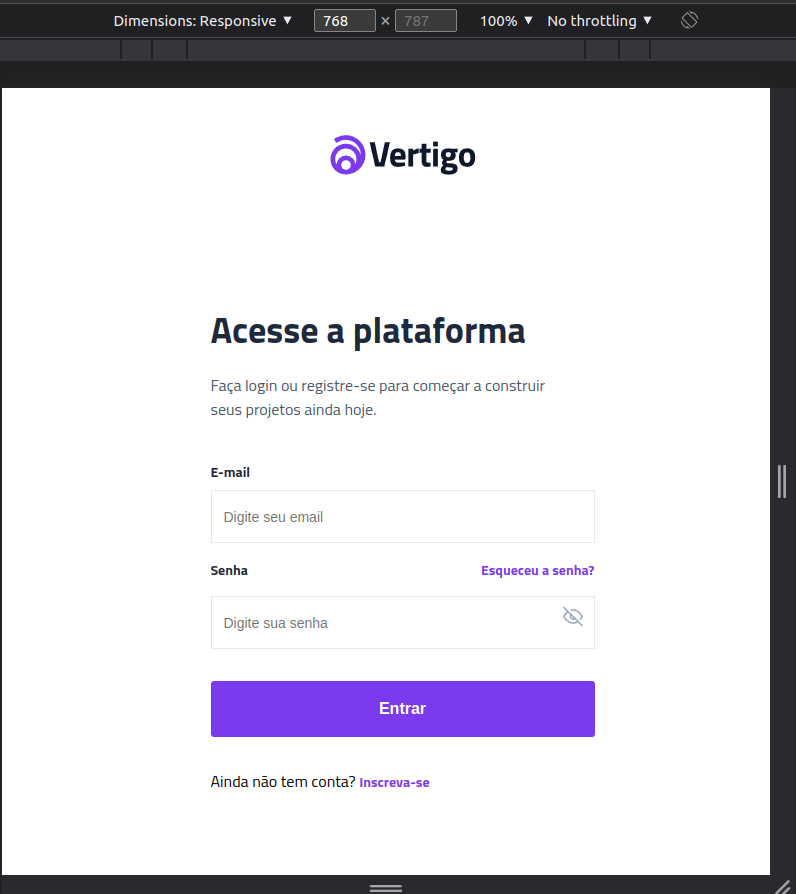 Dimensions: Responsive ▼ 768 × 787 100% ▼ No throttling ▼
Vertigo
Acesse a plataforma
Faça login ou registre-se para começar a construir
seus projetos ainda hoje.
E-mail
Digite seu email
Senha Esqueceu a senha?
Digite sua senha
Entrar
Ainda não tem conta? Inscreva-se